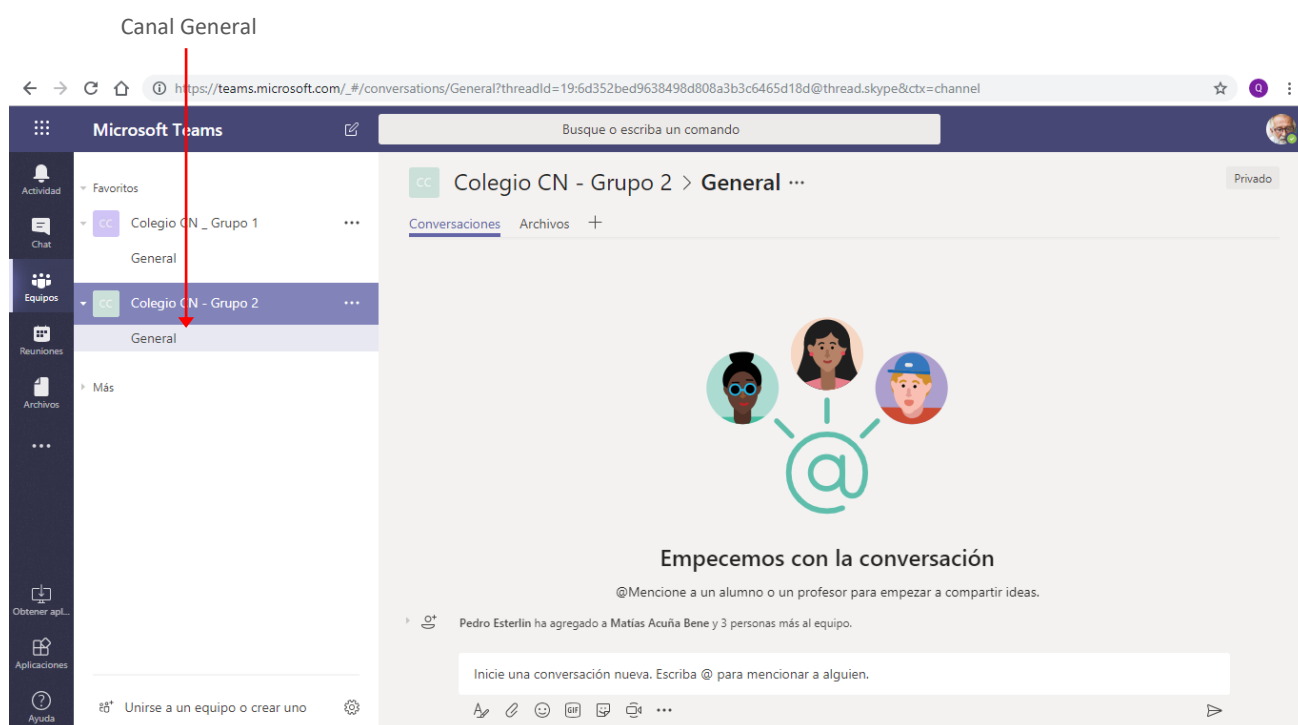 Canal General
https://teams.microsoft.com/_#/conversations/General?threadId=19:6d352bed9638498d808a3b3c6465d18d@thread.skype&ctx=channel
Q
Microsoft Teams
Busque o escriba un comando
Actividad
Chat
Equipos
Reuniones
Archivos
Obtener apl...
Aplicaciones
Ayuda
Favoritos
CC Colegio CN _ Grupo 1
General
CC Colegio CN - Grupo 2
General
Más
Unirse a un equipo o crear uno
CC Colegio CN - Grupo 2 > General ···
Privado
Conversaciones Archivos +
Empecemos con la conversación
@Mencione a un alumno o un profesor para empezar a compartir ideas.
Pedro Esterlin ha agregado a Matías Acuña Bene y 3 personas más al equipo.
Inicie una conversación nueva. Escriba @ para mencionar a alguien.
GIF